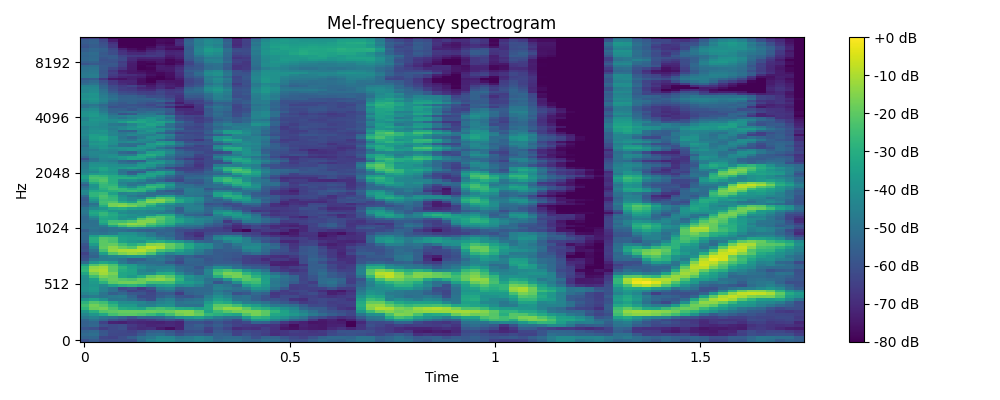 Mel-frequency spectrogram
8192
4096
2048
1024
512
0
Hz
0
0.5
1
1.5
Time
+0 dB
-10 dB
-20 dB
-30 dB
-40 dB
-50 dB
-60 dB
-70 dB
-80 dB